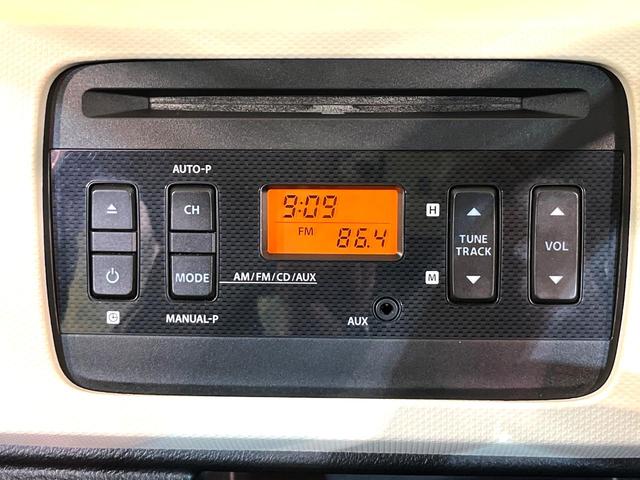 AUTO-P
CH
MODE
AM/FM/CD/AUX
MANUAL-P
9:09
FM
86.4
AUX
H
M
TUNE
TRACK
VOL